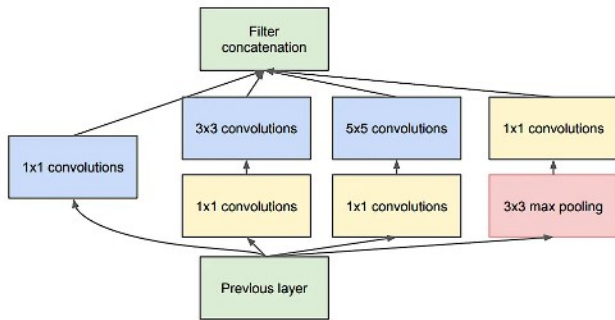 Filter
concatenation
3x3 convolutions
5x5 convolutions
1x1 convolutions
1x1 convolutions
1x1 convolutions
1x1 convolutions
3x3 max pooling
Previous layer